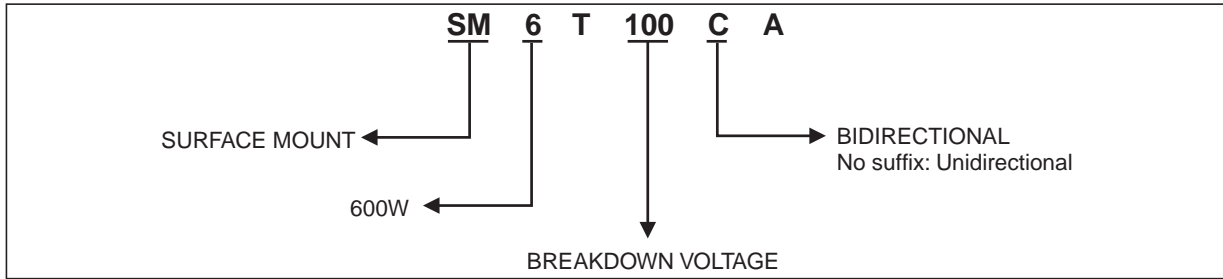 SM 6 T 100 C A
SURFACE MOUNT
BIDIRECTIONAL
No suffix: Unidirectional
600W
BREAKDOWN VOLTAGE